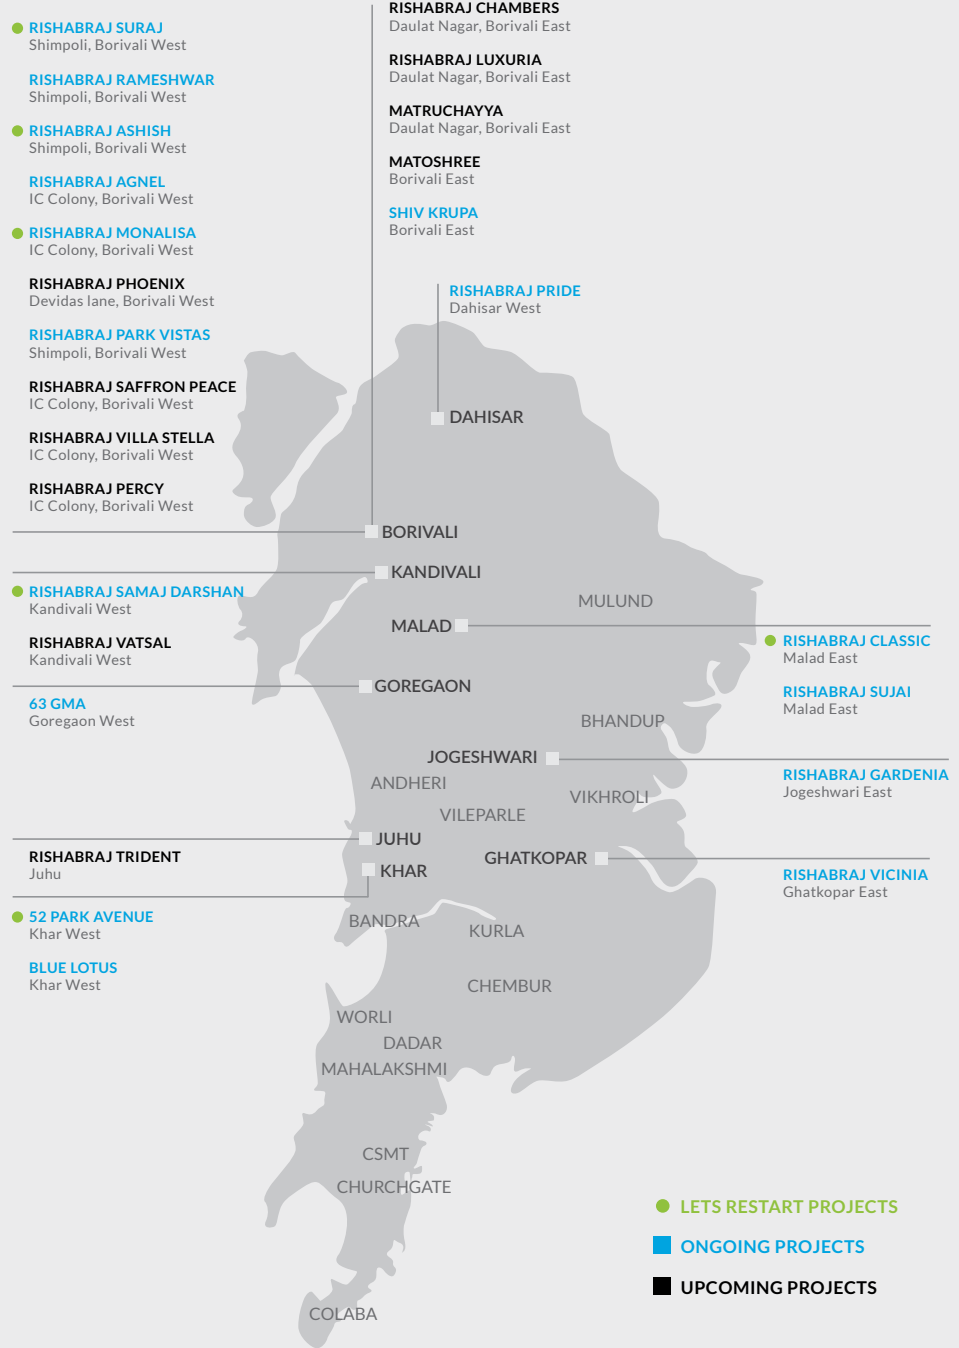 RISHABRAJ SURAJ
Shimpoli, Borivali West
RISHABRAJ RAMESHWAR
Shimpoli, Borivali West
RISHABRAJ ASHISH
Shimpoli, Borivali West
RISHABRAJ AGNEL
IC Colony, Borivali West
RISHABRAJ MONALISA
IC Colony, Borivali West
RISHABRAJ PHOENIX
Devidas lane, Borivali West
RISHABRAJ PARK VISTAS
Shimpoli, Borivali West
RISHABRAJ SAFFRON PEACE
IC Colony, Borivali West
RISHABRAJ VILLA STELLA
IC Colony, Borivali West
RISHABRAJ PERCY
IC Colony, Borivali West
RISHABRAJ CHAMBERS
Daulat Nagar, Borivali East
RISHABRAJ LUXURIA
Daulat Nagar, Borivali East
MATRUCHAYYA
Daulat Nagar, Borivali East
MATOSHREE
Borivali East
SHIV KRUPA
Borivali East
RISHABRAJ PRIDE
Dahisar West
DAHISAR
BORIVALI
KANDIVALI
RISHABRAJ SAMAJ DARSHAN
Kandivali West
RISHABRAJ VATSAL
Kandivali West
MULUND
MALAD
RISHABRAJ CLASSIC
Malad East
RISHABRAJ SUJAI
Malad East
GOREGAON
63 GMA
Goregaon West
BHANDUP
JOGESHWARI
RISHABRAJ GARDENIA
Jogeshwari East
ANDHERI
VIKHROLI
VILEPARLE
JUHU
RISHABRAJ TRIDENT
Juhu
GHATKOPAR
RISHABRAJ VICINIA
Ghatkopar East
KHAR
52 PARK AVENUE
Khar West
BLUE LOTUS
Khar West
BANDRA
KURLA
CHEMBUR
WORLI
DADAR
MAHALAKSHMI
CSMT
CHURCHGATE
COLABA
LETS RESTART PROJECTS
ONGOING PROJECTS
UPCOMING PROJECTS